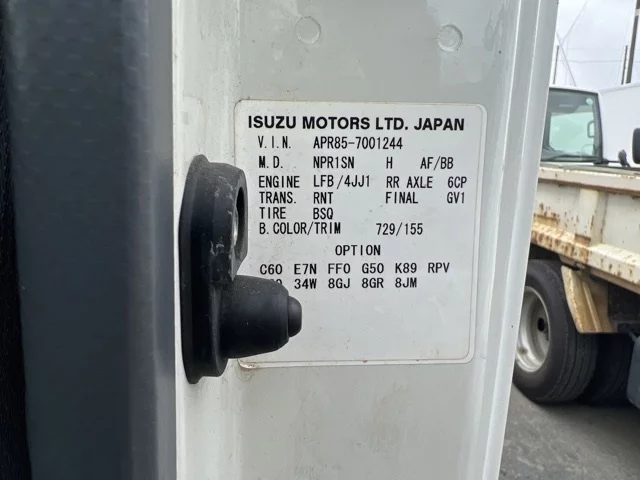 ISUZU MOTORS LTD. JAPAN
V.I.N. APR85-7001244
M.D. NPR1SN H AF/BB
ENGINE LFB/4JJ1 RR AXLE 6CP
TRANS. RNT FINAL GV1
TIRE BSQ
B.COLOR/TRIM 729/155
OPTION
C60 E7N FF0 G50 K89 RPV
34W 8GJ 8GR 8JM